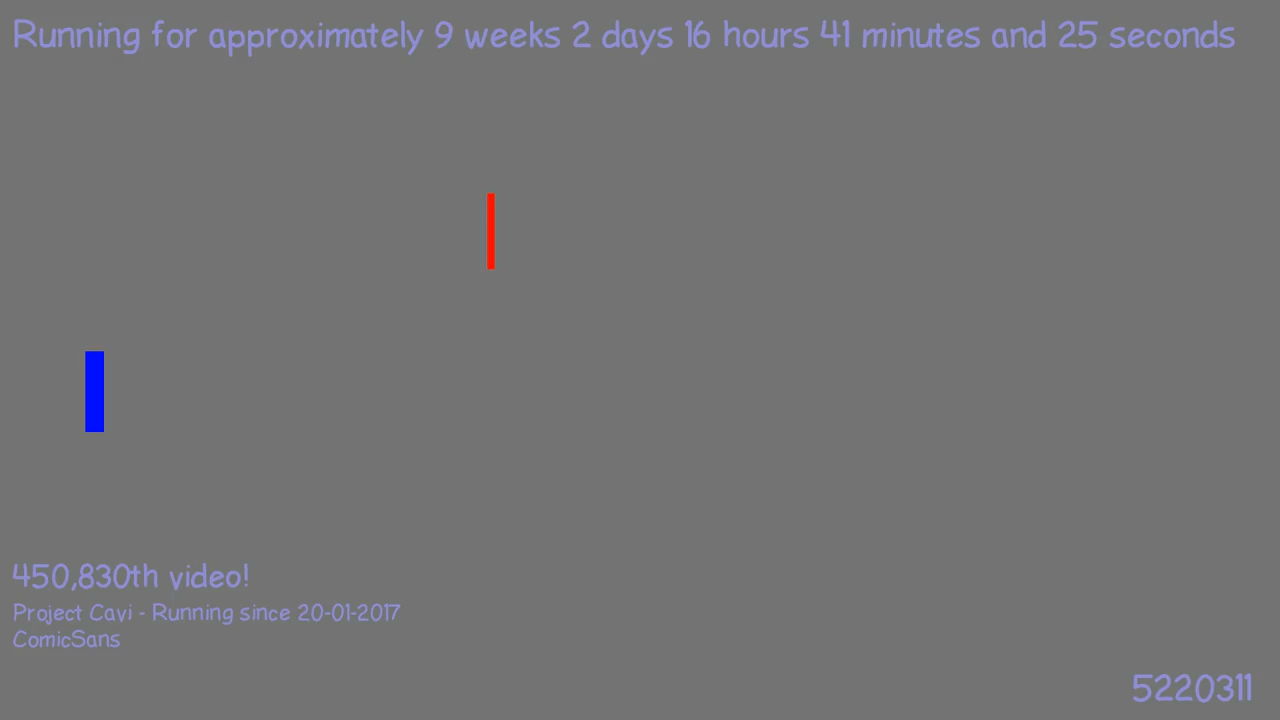 Running for approximately 9 weeks 2 days 16 hours 41 minutes and 25 seconds
450,830th video!
Project Cavi - Running since 20-01-2017
ComicSans
5220311